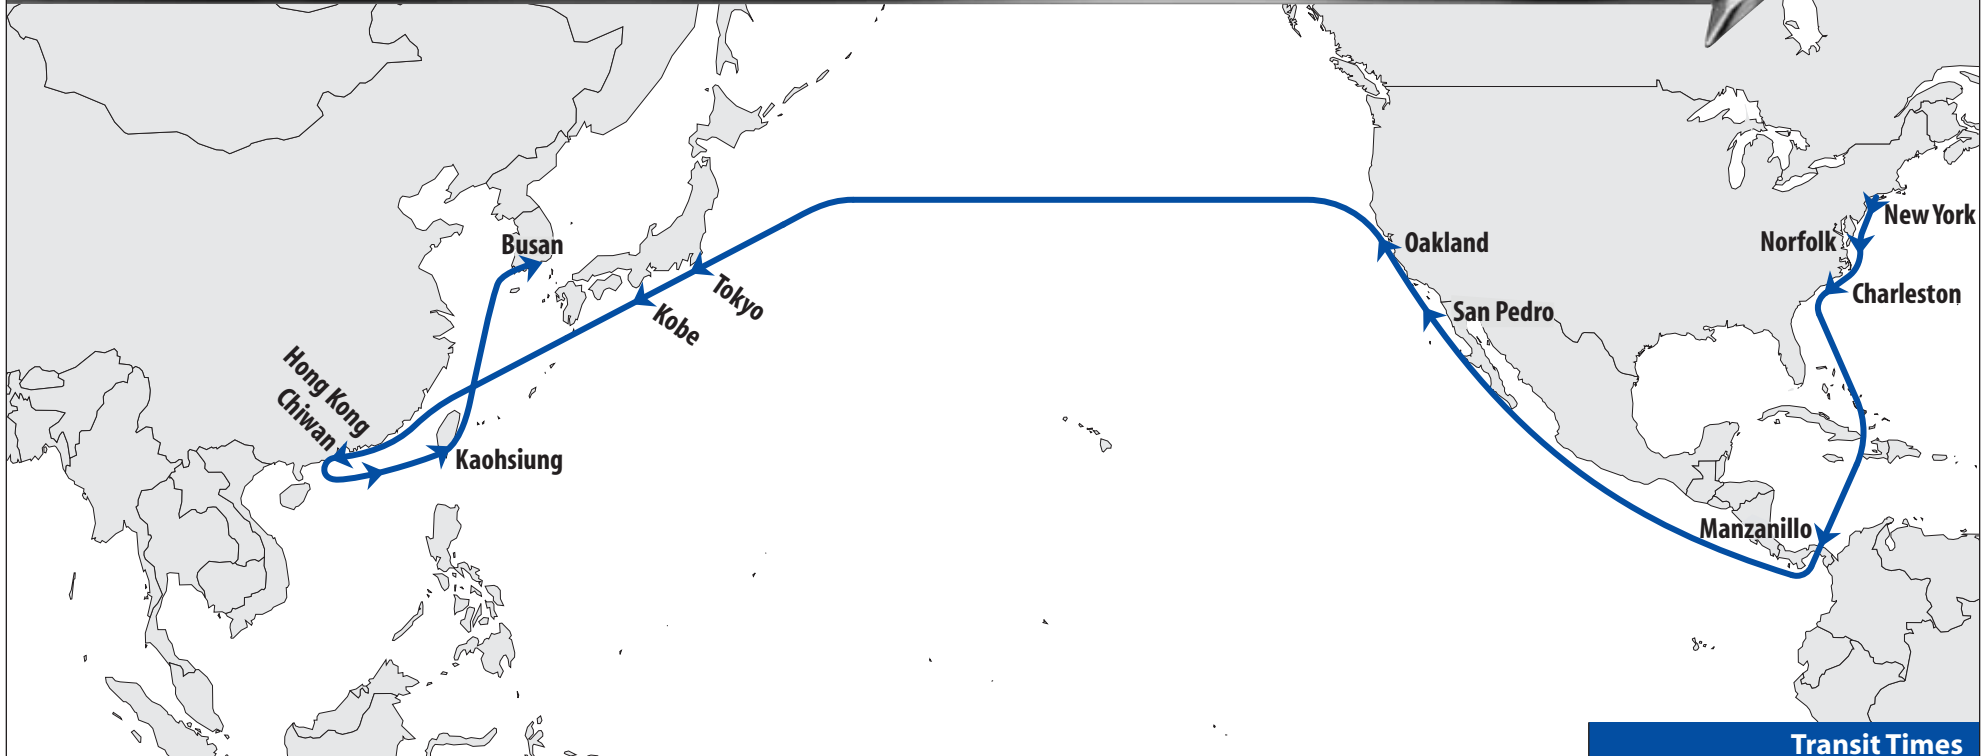 New York
Norfolk
Busan
Oakland
Charleston
Tokyo
San Pedro
Kobe
Hong Kong
Chiwan
Kaohsiung
Manzanillo
Transit Times